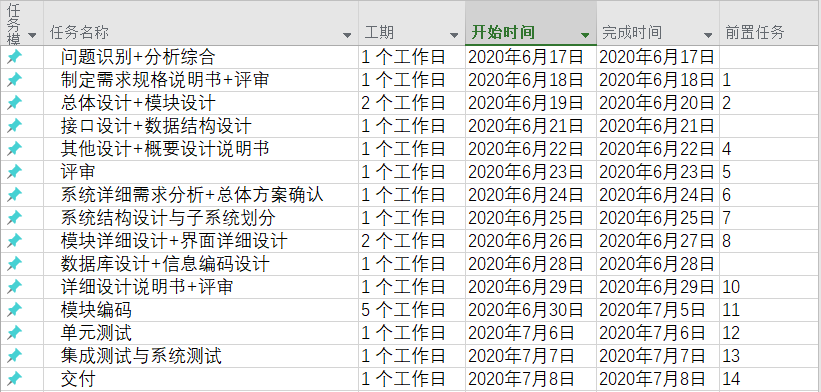 任务模 任务名称 工期 开始时间 完成时间 前置任务
问题识别+分析综合 1 个工作日 2020年6月17日 2020年6月17日
制定需求规格说明书+评审 1 个工作日 2020年6月18日 2020年6月18日 1
总体设计+模块设计 2 个工作日 2020年6月19日 2020年6月20日 2
接口设计+数据结构设计 1 个工作日 2020年6月21日 2020年6月21日
其他设计+概要设计说明书 1 个工作日 2020年6月22日 2020年6月22日 4
评审 1 个工作日 2020年6月23日 2020年6月23日 5
系统详细需求分析+总体方案确认 1 个工作日 2020年6月24日 2020年6月24日 6
系统结构设计与子系统划分 1 个工作日 2020年6月25日 2020年6月25日 7
模块详细设计+界面详细设计 2 个工作日 2020年6月26日 2020年6月27日 8
数据库设计+信息编码设计 1 个工作日 2020年6月28日 2020年6月28日
详细设计说明书+评审 1 个工作日 2020年6月29日 2020年6月29日 10
模块编码 5 个工作日 2020年6月30日 2020年7月5日 11
单元测试 1 个工作日 2020年7月6日 2020年7月6日 12
集成测试与系统测试 1 个工作日 2020年7月7日 2020年7月7日 13
交付 1 个工作日 2020年7月8日 2020年7月8日 14